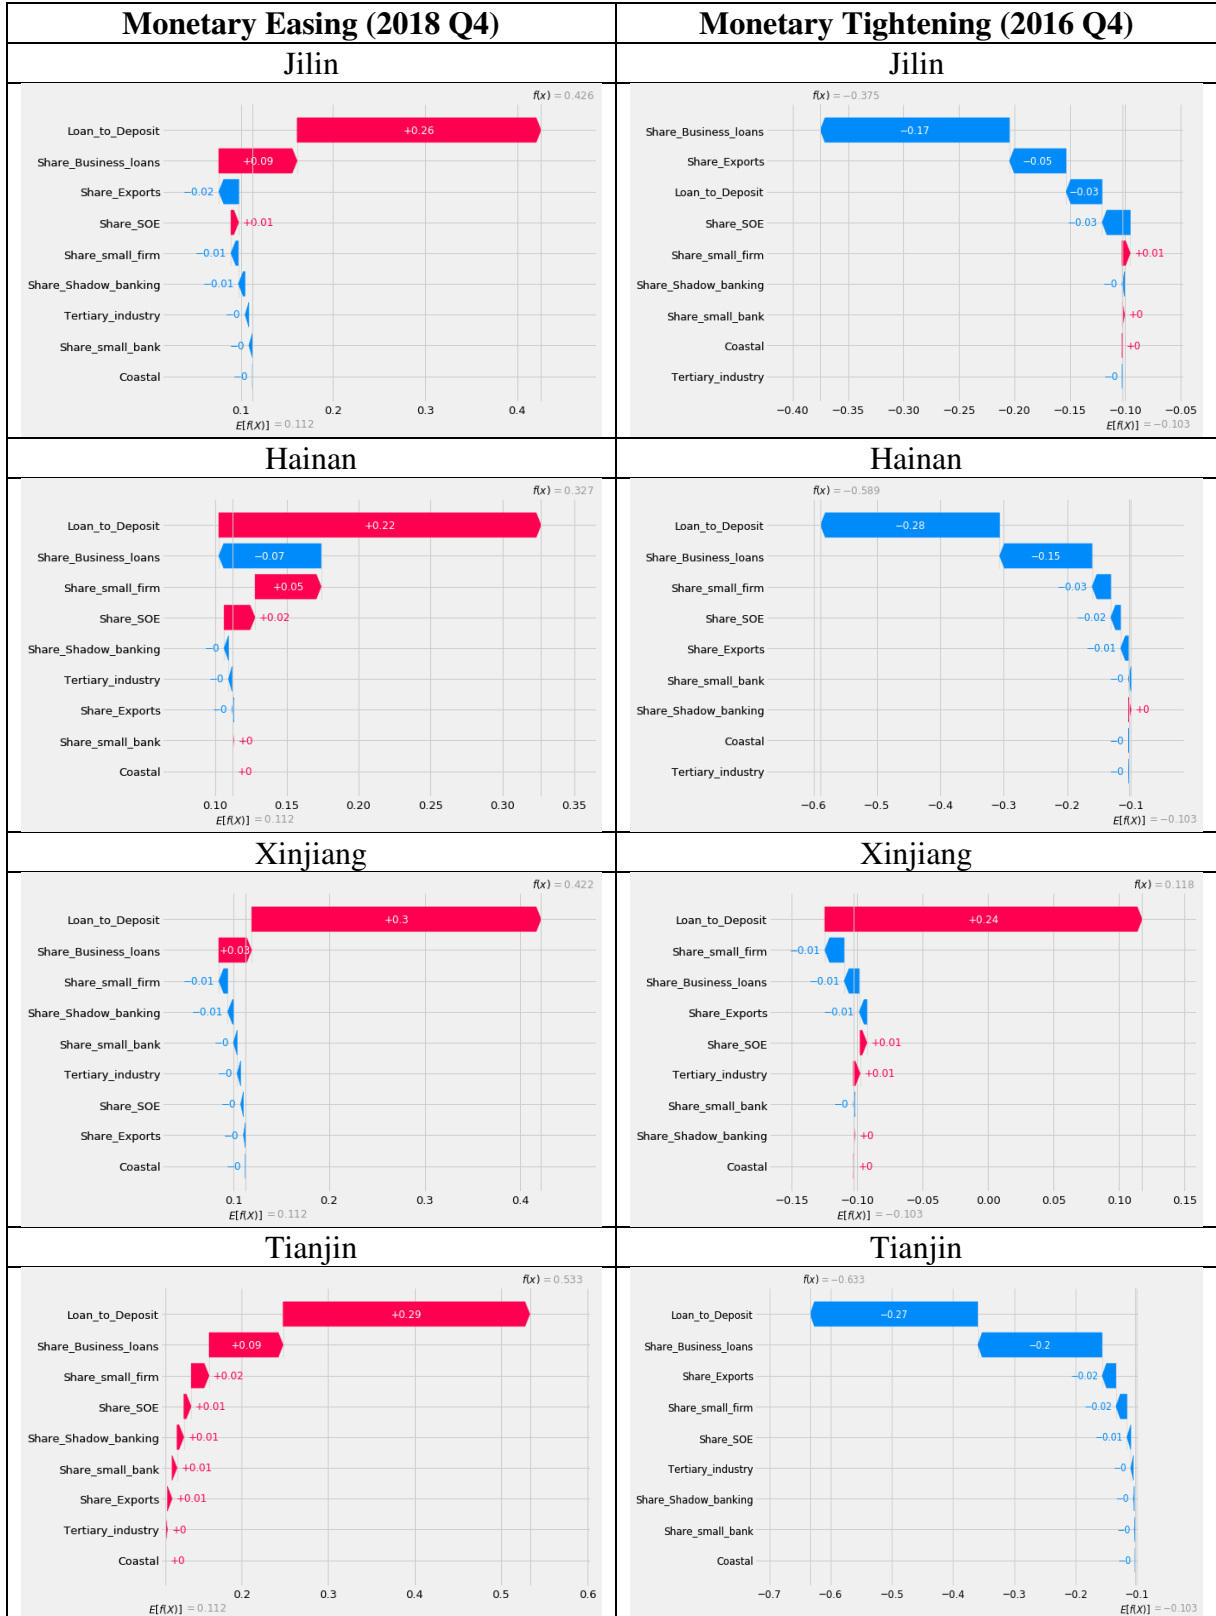 Monetary Easing (2018 Q4)
Monetary Tightening (2016 Q4)
Jilin
Jilin
f(x) = 0.426
Loan_to_Deposit
+0.26
Share_Business_loans
+0.09
Share_Exports
−0.02
Share_SOE
+0.01
Share_small_firm
−0.01
Share_Shadow_banking
−0.01
Tertiary_industry
−0
Share_small_bank
−0
Coastal
−0
0.1 0.2 0.3 0.4
E[f(X)] = 0.112
f(x) = −0.375
Share_Business_loans
−0.17
Share_Exports
−0.05
Loan_to_Deposit
−0.03
Share_SOE
−0.03
Share_small_firm
+0.01
Share_Shadow_banking
−0
Share_small_bank
+0
Coastal
+0
Tertiary_industry
−0
−0.40 −0.35 −0.30 −0.25 −0.20 −0.15 −0.10 −0.05
E[f(X)] = −0.103
Hainan
Hainan
f(x) = 0.327
Loan_to_Deposit
+0.22
Share_Business_loans
−0.07
Share_small_firm
+0.05
Share_SOE
+0.02
Share_Shadow_banking
−0
Tertiary_industry
−0
Share_Exports
−0
Share_small_bank
+0
Coastal
+0
0.10 0.15 0.20 0.25 0.30 0.35
E[f(X)] = 0.112
f(x) = −0.589
Loan_to_Deposit
−0.28
Share_Business_loans
−0.15
Share_small_firm
−0.03
Share_SOE
−0.02
Share_Exports
−0.01
Share_small_bank
−0
Share_Shadow_banking
+0
Coastal
−0
Tertiary_industry
−0
−0.6 −0.5 −0.4 −0.3 −0.2 −0.1
E[f(X)] = −0.103
Xinjiang
Xinjiang
f(x) = 0.422
Loan_to_Deposit
+0.3
Share_Business_loans
+0.03
Share_small_firm
−0.01
Share_Shadow_banking
−0.01
Share_small_bank
−0
Tertiary_industry
−0
Share_SOE
−0
Share_Exports
−0
Coastal
−0
0.1 0.2 0.3 0.4
E[f(X)] = 0.112
f(x) = 0.118
Loan_to_Deposit
+0.24
Share_small_firm
−0.01
Share_Business_loans
−0.01
Share_Exports
−0.01
Share_SOE
+0.01
Tertiary_industry
+0.01
Share_small_bank
−0
Share_Shadow_banking
+0
Coastal
+0
−0.15 −0.10 −0.05 0.00 0.05 0.10 0.15
E[f(X)] = −0.103
Tianjin
Tianjin
f(x) = 0.533
Loan_to_Deposit
+0.29
Share_Business_loans
+0.09
Share_small_firm
+0.02
Share_SOE
+0.01
Share_Shadow_banking
+0.01
Share_small_bank
+0.01
Share_Exports
+0.01
Tertiary_industry
+0
Coastal
+0
0.2 0.3 0.4 0.5 0.6
E[f(X)] = 0.112
f(x) = −0.633
Loan_to_Deposit
−0.27
Share_Business_loans
−0.2
Share_Exports
−0.02
Share_small_firm
−0.02
Share_SOE
−0.01
Tertiary_industry
−0
Share_Shadow_banking
−0
Share_small_bank
−0
Coastal
−0
−0.7 −0.6 −0.5 −0.4 −0.3 −0.2 −0.1
E[f(X)] = −0.103